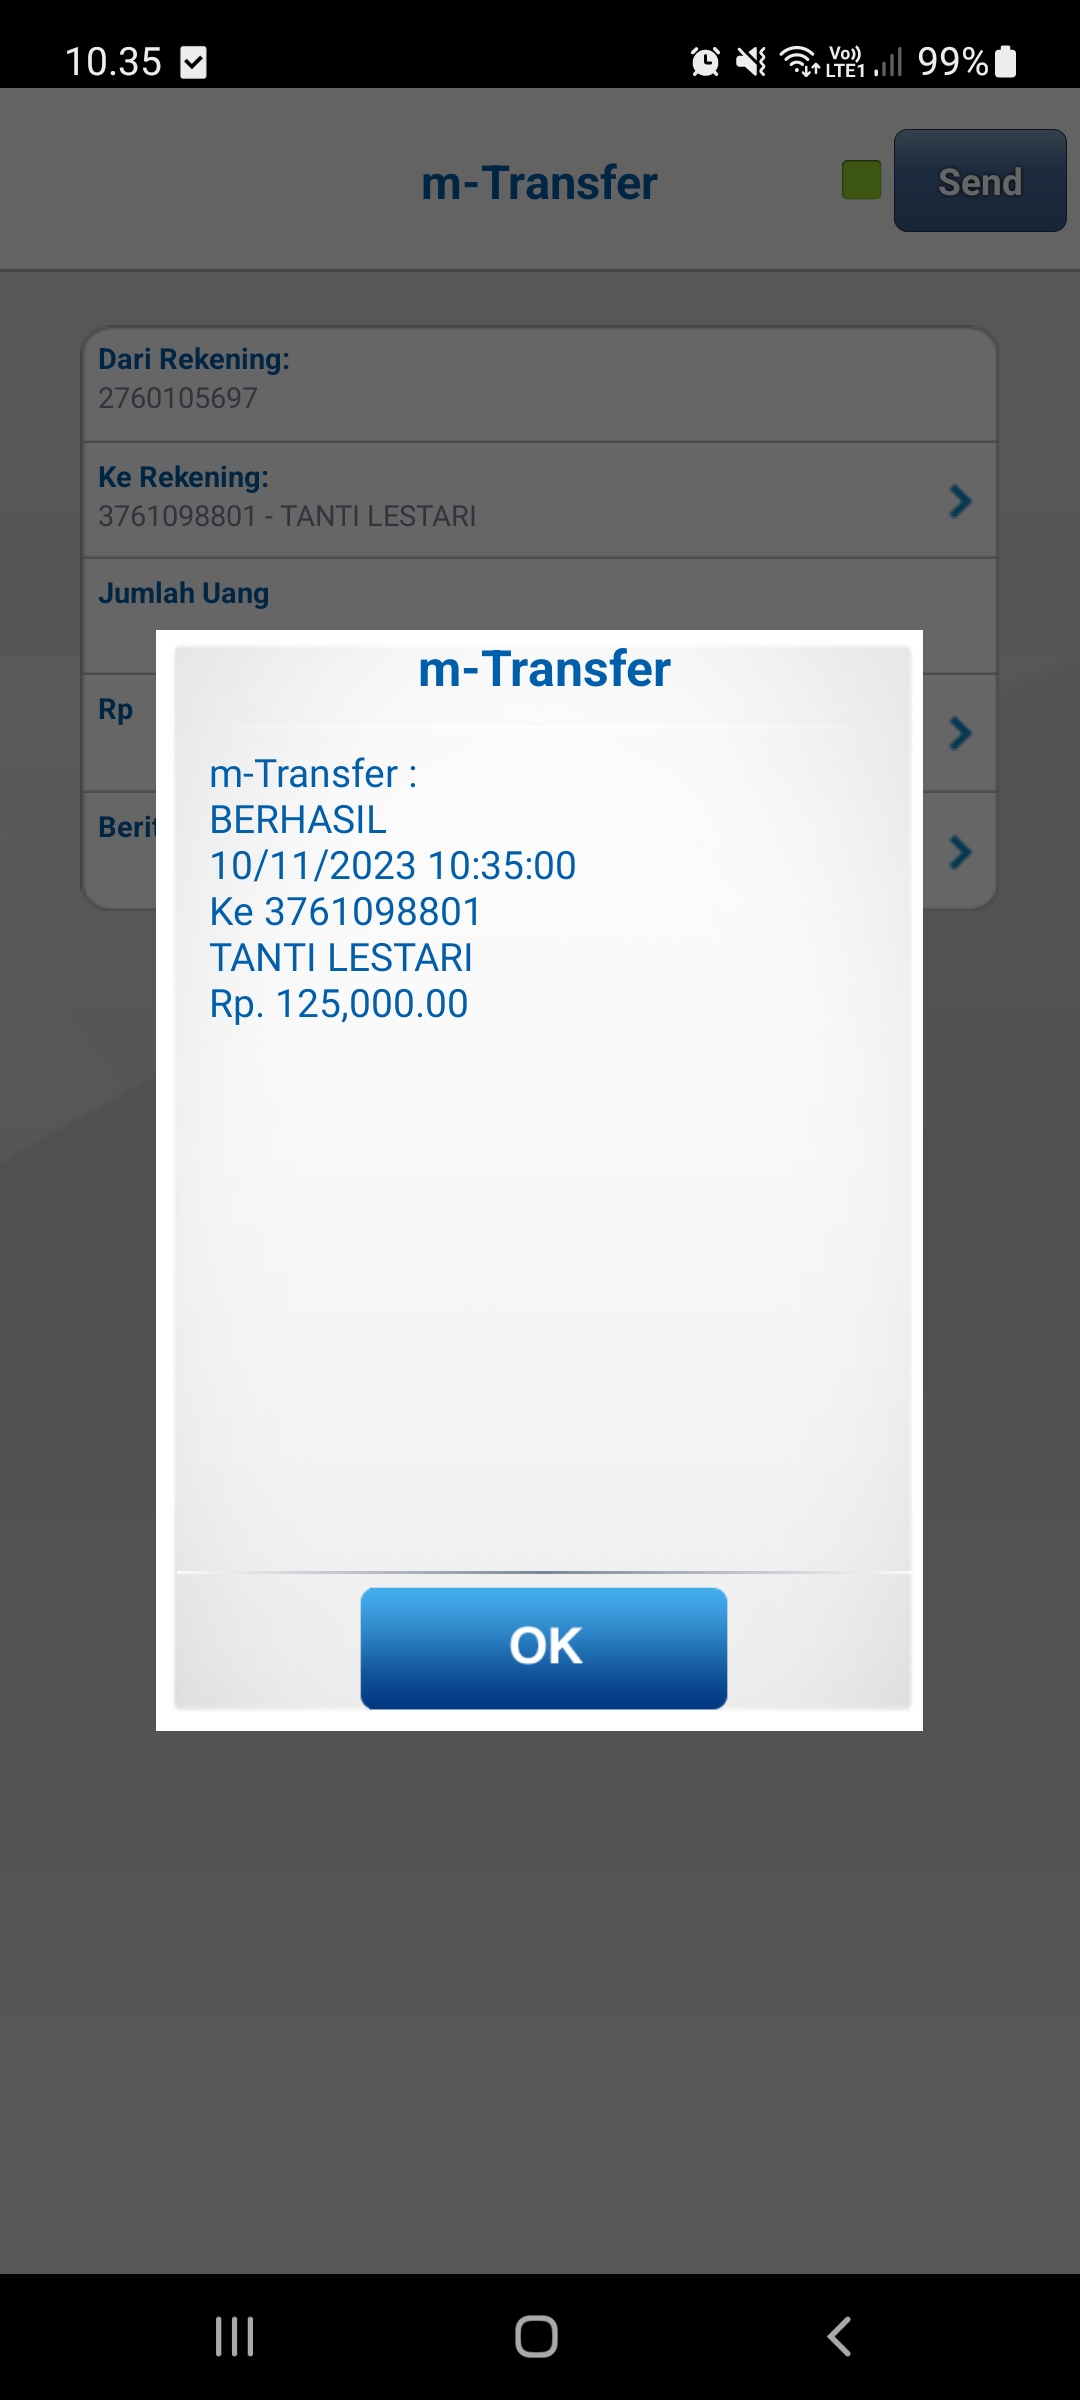 10.35
Vo)) LTE1 99%
m-Transfer
Send
Dari Rekening:
2760105697
Ke Rekening:
3761098801 - TANTI LESTARI
Jumlah Uang
Rp
m-Transfer
m-Transfer :
BERHASIL
10/11/2023 10:35:00
Ke 3761098801
TANTI LESTARI
Rp. 125,000.00
OK